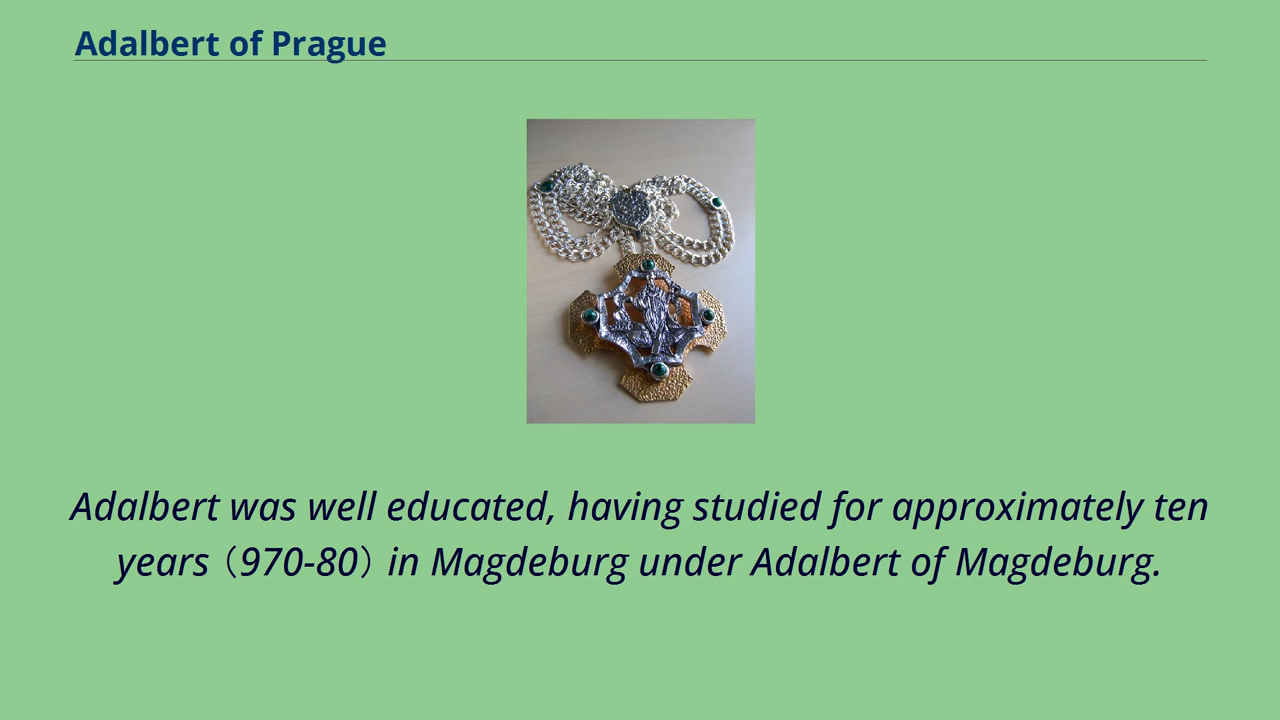 Adalbert of Prague
Adalbert was well educated, having studied for approximately ten
years（970-80）in Magdeburg under Adalbert of Magdeburg.